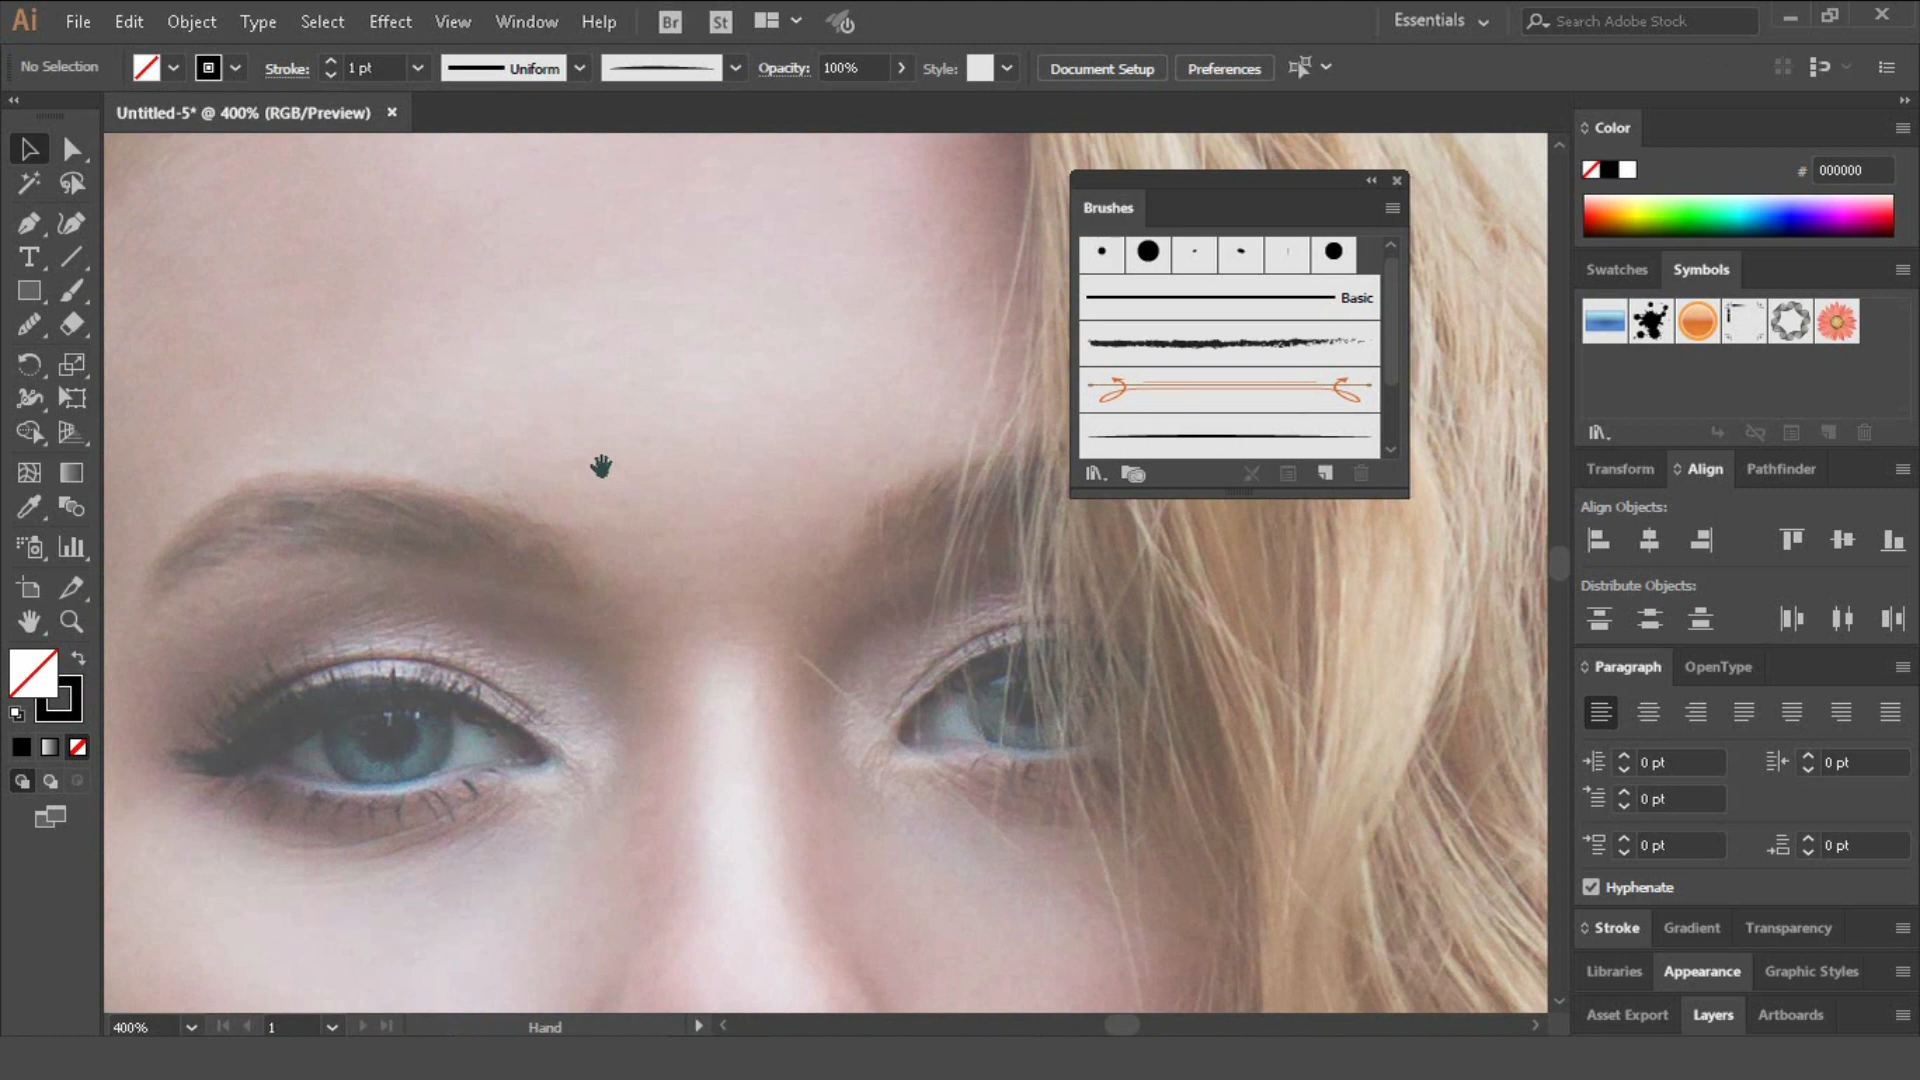 Ai File Edit Object Type Select Effect View Window Help Br St Essentials Search Adobe Stock
No Selection Stroke: 1 pt Uniform Opacity: 100% Style: Document Setup Preferences
Untitled-5* @ 400% (RGB/Preview)
Color
# 000000
Brushes
Basic
Swatches Symbols
Transform Align Pathfinder
Align Objects:
Distribute Objects:
Paragraph OpenType
0 pt 0 pt
0 pt
0 pt 0 pt
Hyphenate
Stroke Gradient Transparency
Libraries Appearance Graphic Styles
Asset Export Layers Artboards
400% 1 Hand